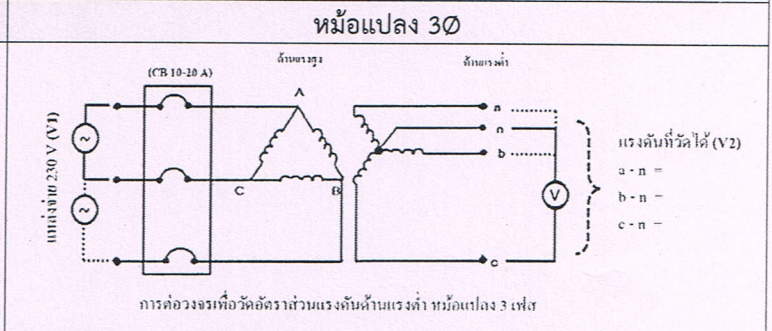 หม้อแปลง 3Ø
ด้านแรงสูง
ด้านแรงต่ำ
(CB 10-20 A)
แหล่งจ่าย 230 V (V1)
A
C
B
a
n
b
c
V
แรงดันที่วัดได้ (V2)
a - n =
b - n =
c - n =
การต่อวงจรเพื่อวัดอัตราส่วนแรงดันด้านแรงต่ำ หม้อแปลง 3 เฟส